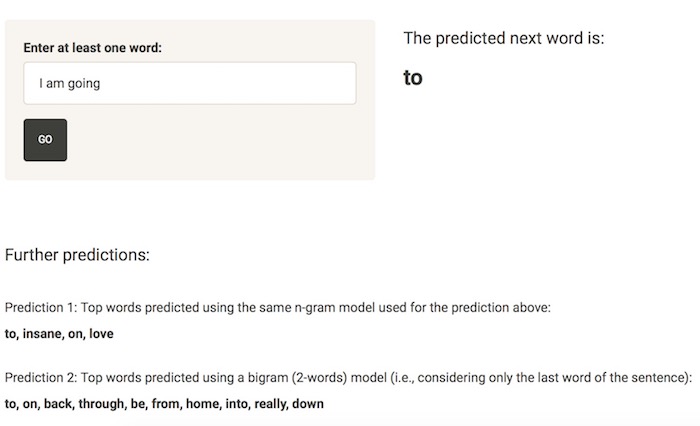 Enter at least one word:
I am going
GO
The predicted next word is:
to
Further predictions:
Prediction 1: Top words predicted using the same n-gram model used for the prediction above:
to, insane, on, love
Prediction 2: Top words predicted using a bigram (2-words) model (i.e., considering only the last word of the sentence):
to, on, back, through, be, from, home, into, really, down